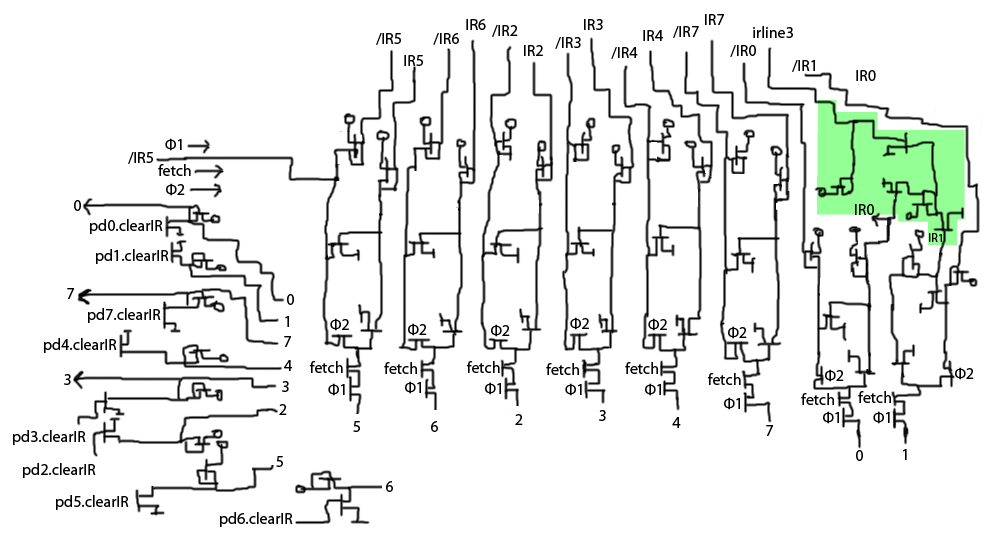 /IR5
IR5
/IR6
IR6
/IR2
IR2
/IR3
IR3
/IR4
IR4
/IR7
IR7
/IR0
irline3
/IR1
IR0
Φ1
/IR5
fetch
Φ2
0
pd0.clearIR
pd1.clearIR
7
pd7.clearIR
pd4.clearIR
3
pd3.clearIR
pd2.clearIR
pd5.clearIR
pd6.clearIR
0
1
7
4
3
2
5
6
IR0
IR1
Φ2
fetch
Φ1
5
Φ2
fetch
Φ1
6
Φ2
fetch
Φ1
2
Φ2
fetch
Φ1
3
Φ2
fetch
Φ1
4
Φ2
fetch
Φ1
7
Φ2
fetch
Φ1
0
Φ2
fetch
Φ1
1